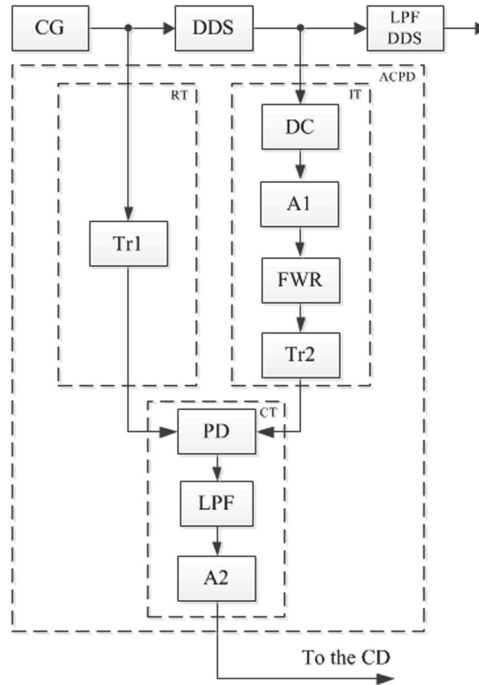 CG
DDS
LPF
DDS
ACPD
RT
IT
DC
A1
Tr1
FWR
Tr2
CT
PD
LPF
A2
To the CD